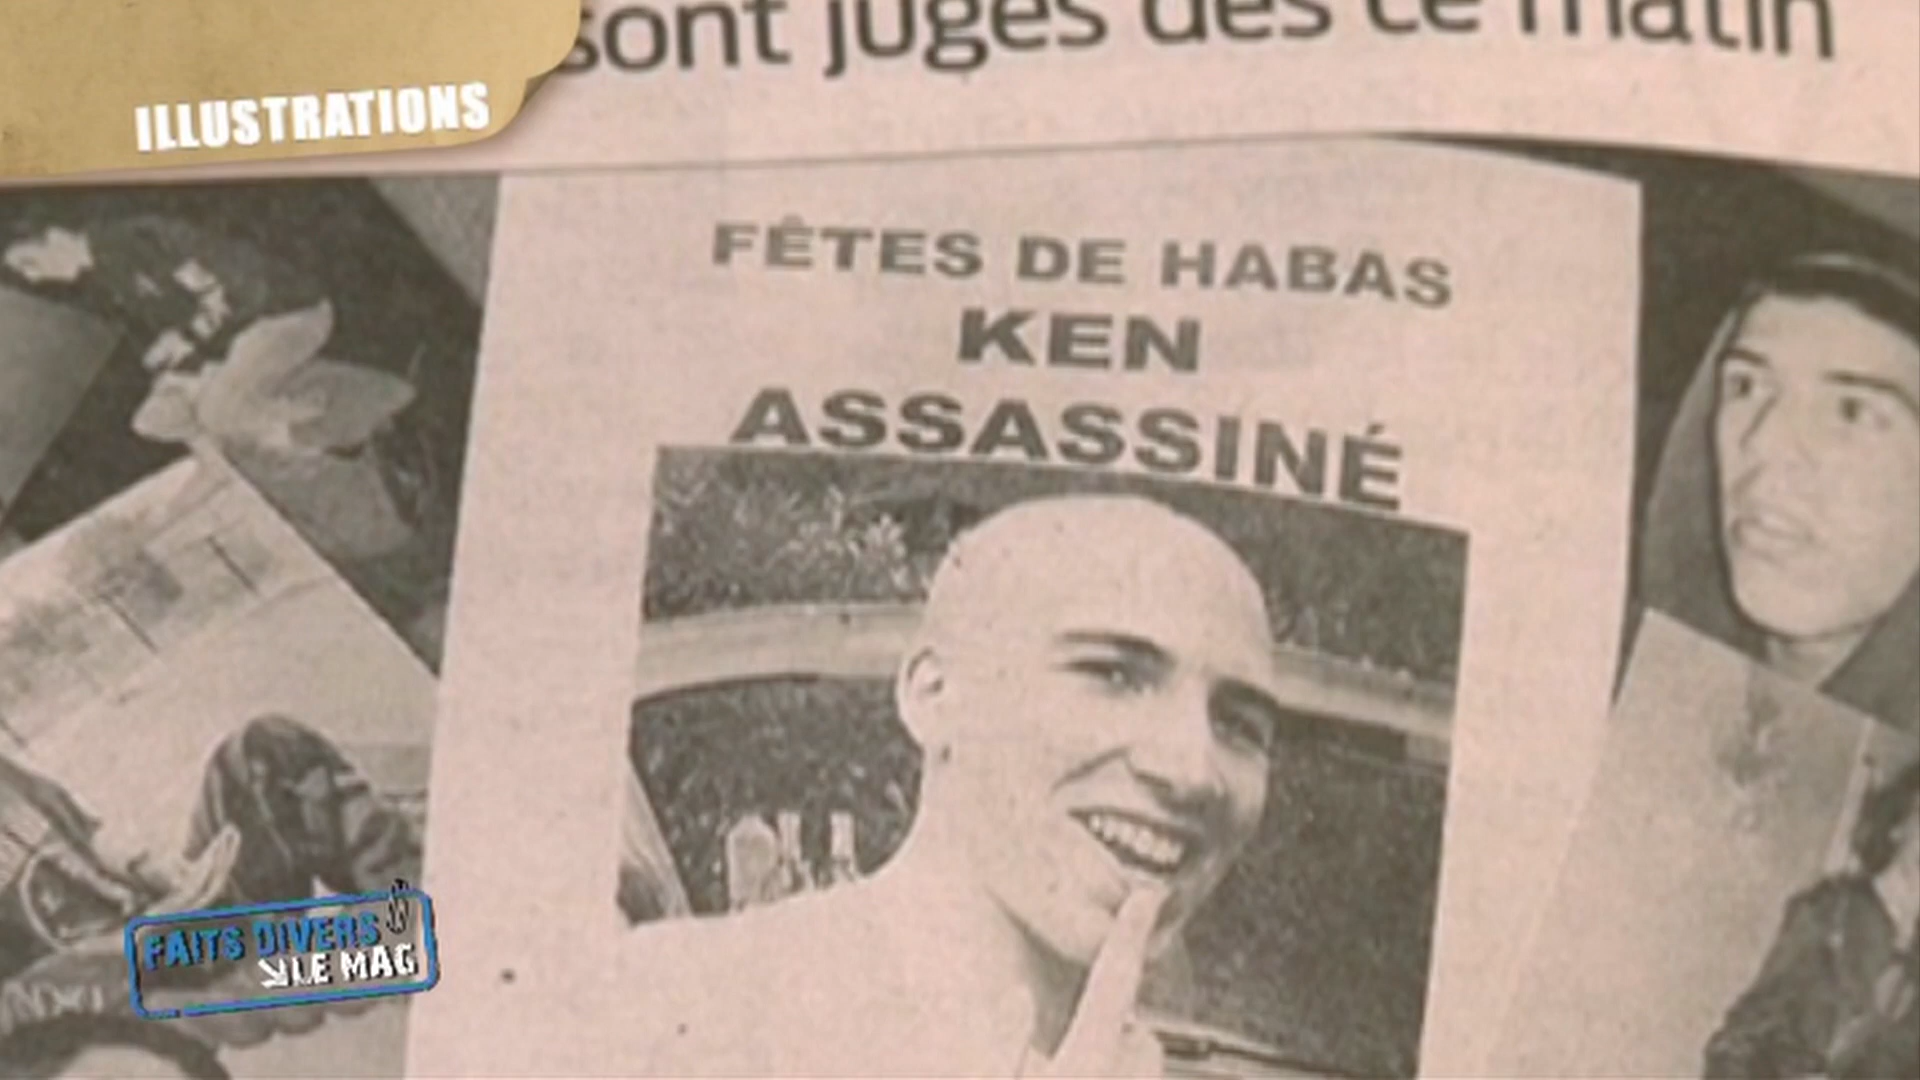 sont jugés dès ce matin
ILLUSTRATIONS
FÊTES DE HABAS
KEN
ASSASSINÉ
FAITS DIVERS
LE MAG